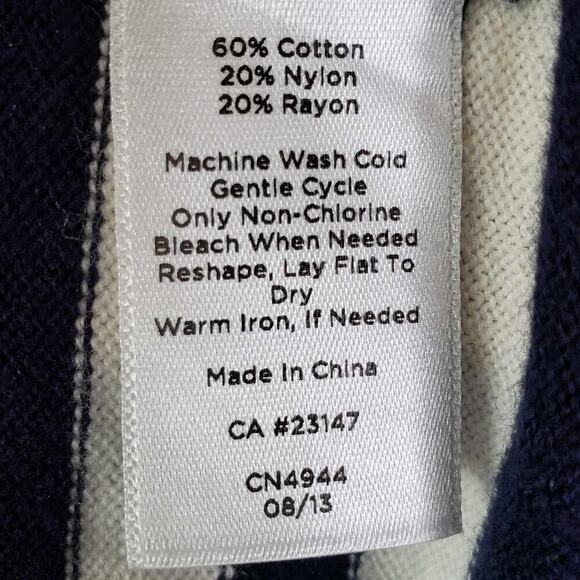 60% Cotton
20% Nylon
20% Rayon
Machine Wash Cold
Gentle Cycle
Only Non-Chlorine
Bleach When Needed
Reshape, Lay Flat To
Dry
Warm Iron, If Needed
Made In China
CA #23147
CN4944
08/13